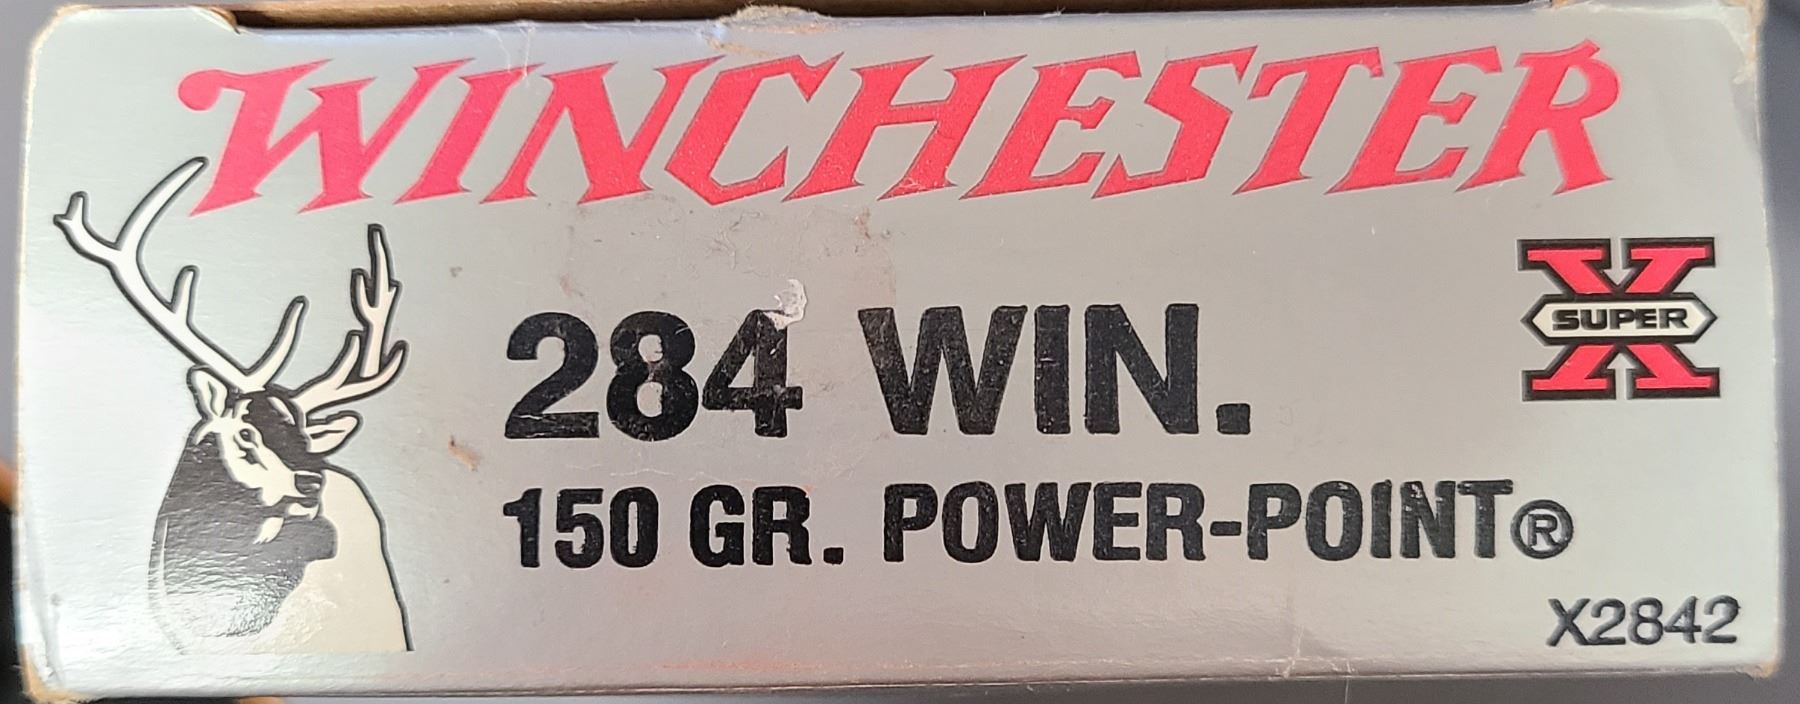 WINCHESTER
X
SUPER
284 WIN.
150 GR. POWER-POINT®
X2842